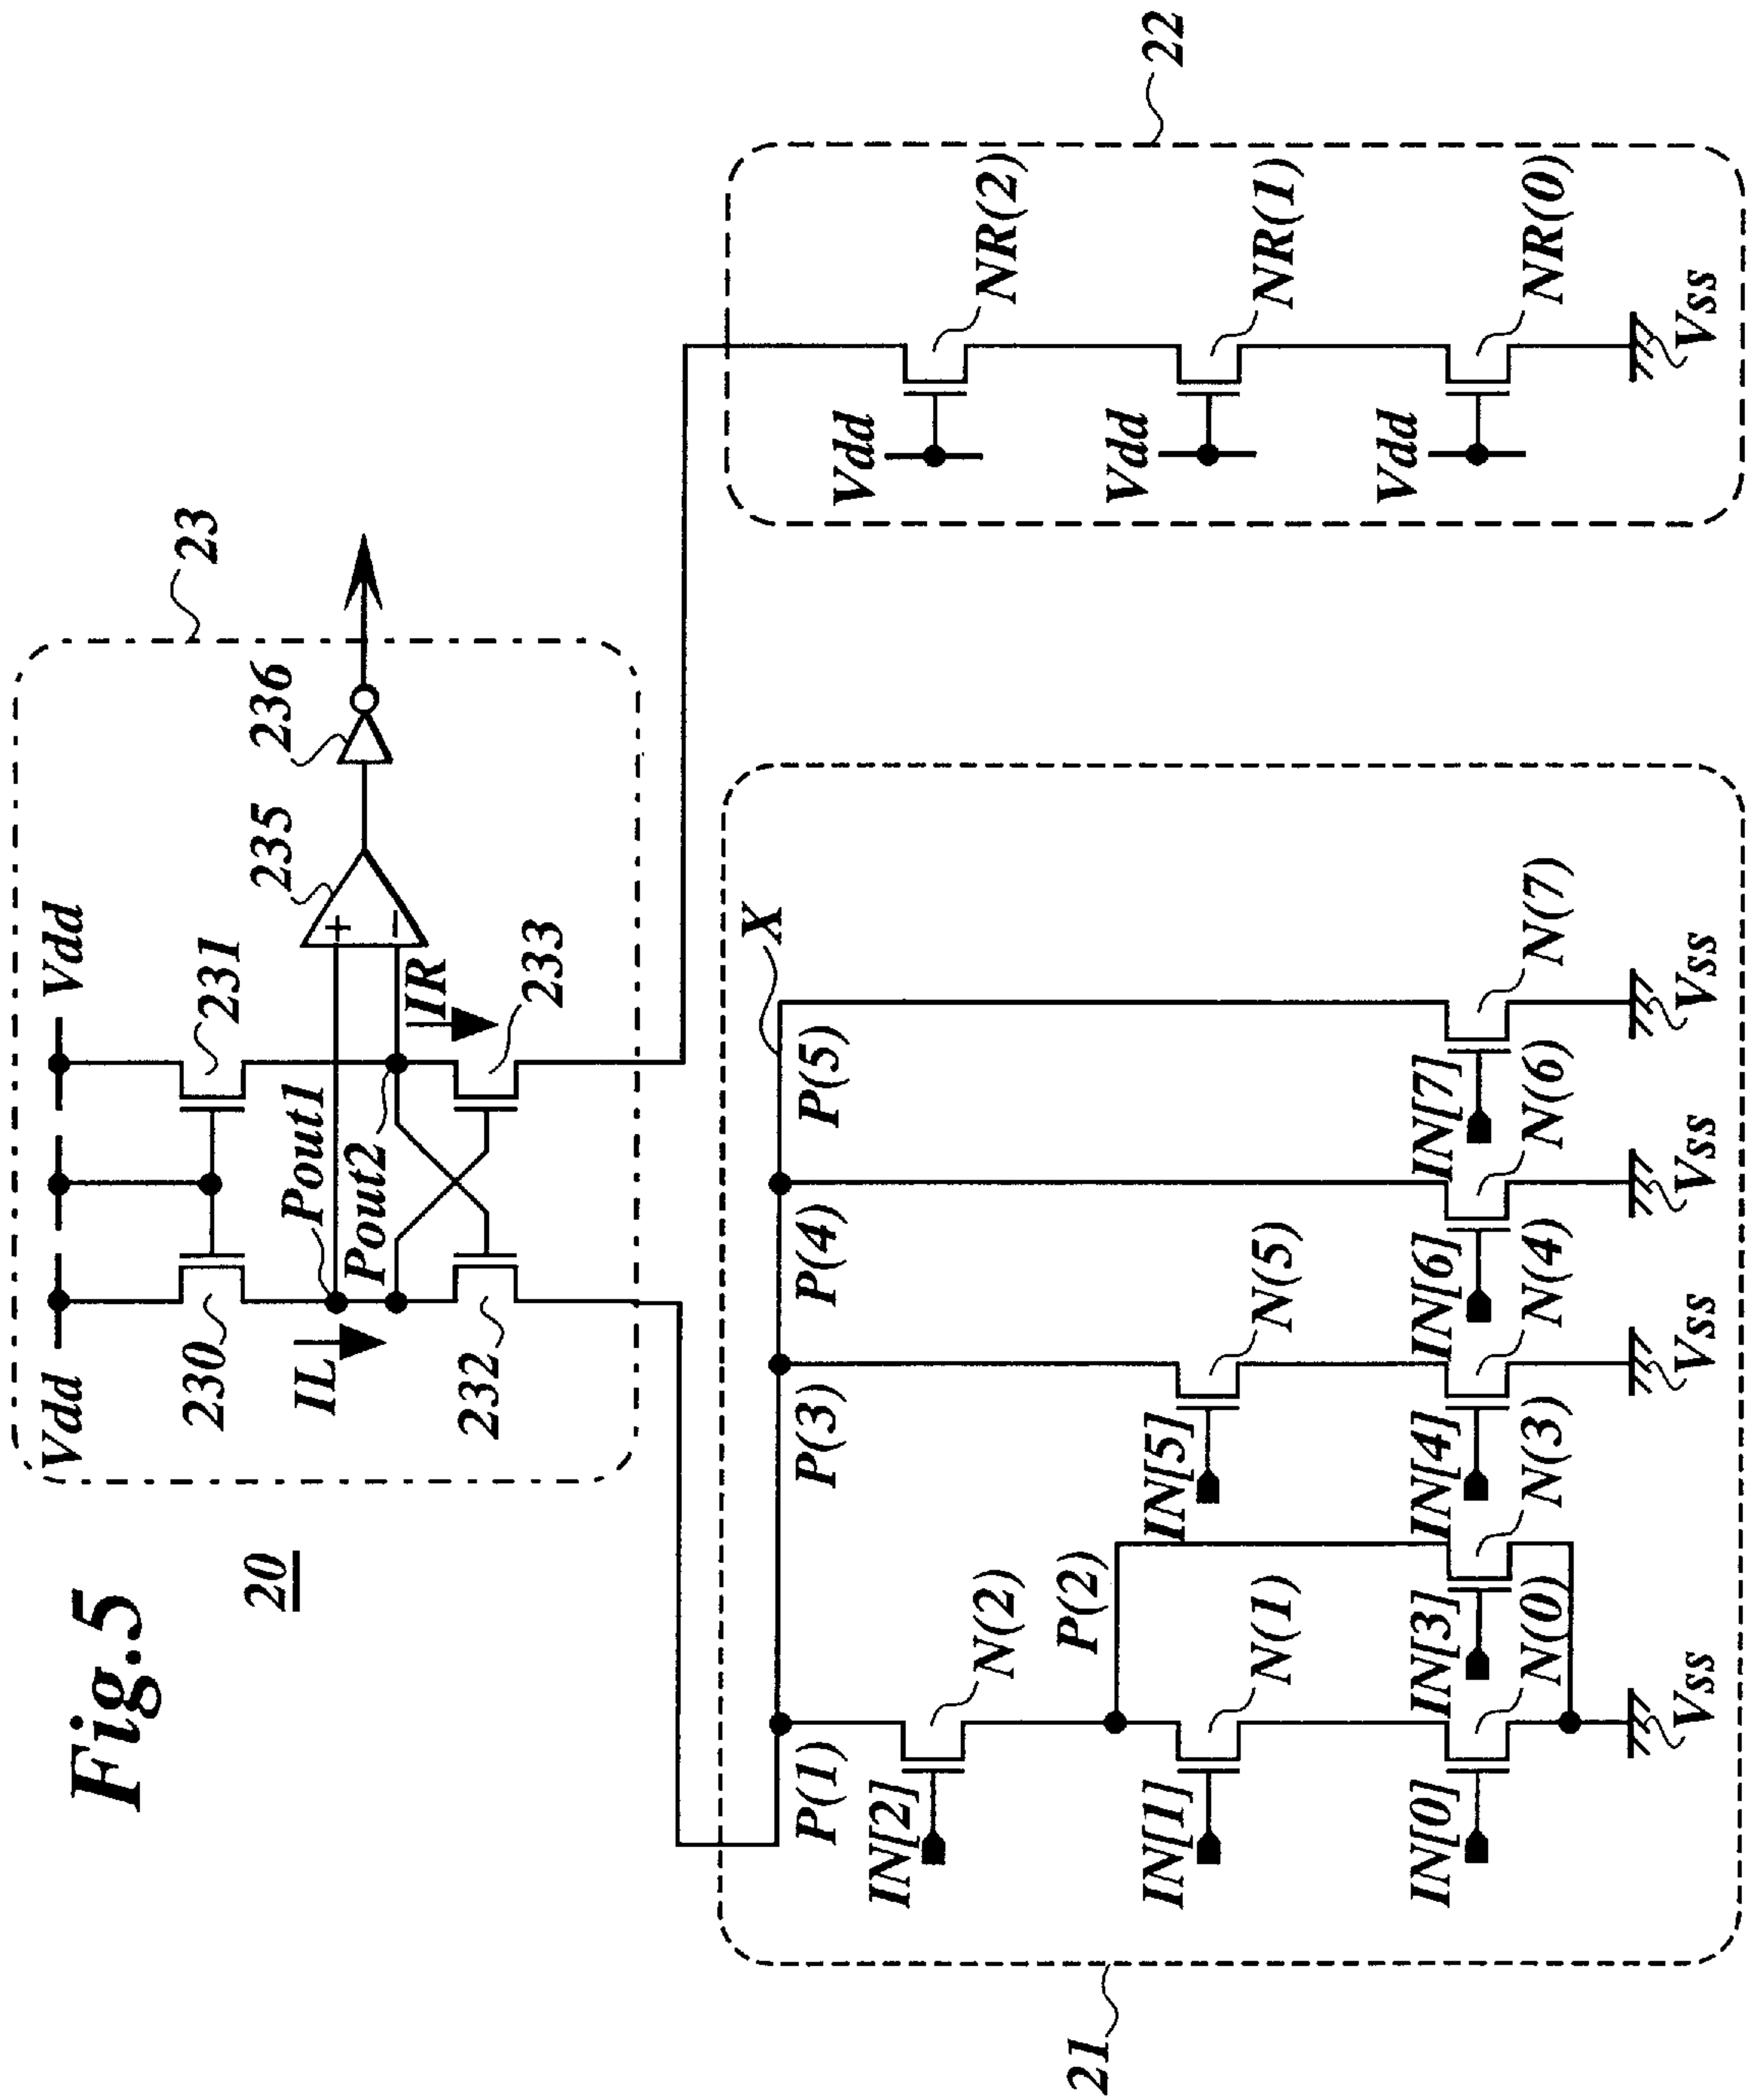 Fig.5
20
Vdd
Vdd
230
231
Pout1
Pout2
IL
IR
232
233
+
−
235
236
23
21
X
P(1)
P(3)
P(4)
P(5)
IN[2]
N(2)
P(2)
IN[1]
N(1)
IN[5]
N(5)
IN[0]
N(0)
IN[3]
N(3)
IN[4]
N(4)
IN[6]
N(6)
IN[7]
N(7)
Vss
Vss
Vss
Vss
22
Vdd
NR(2)
Vdd
NR(1)
Vdd
NR(0)
Vss